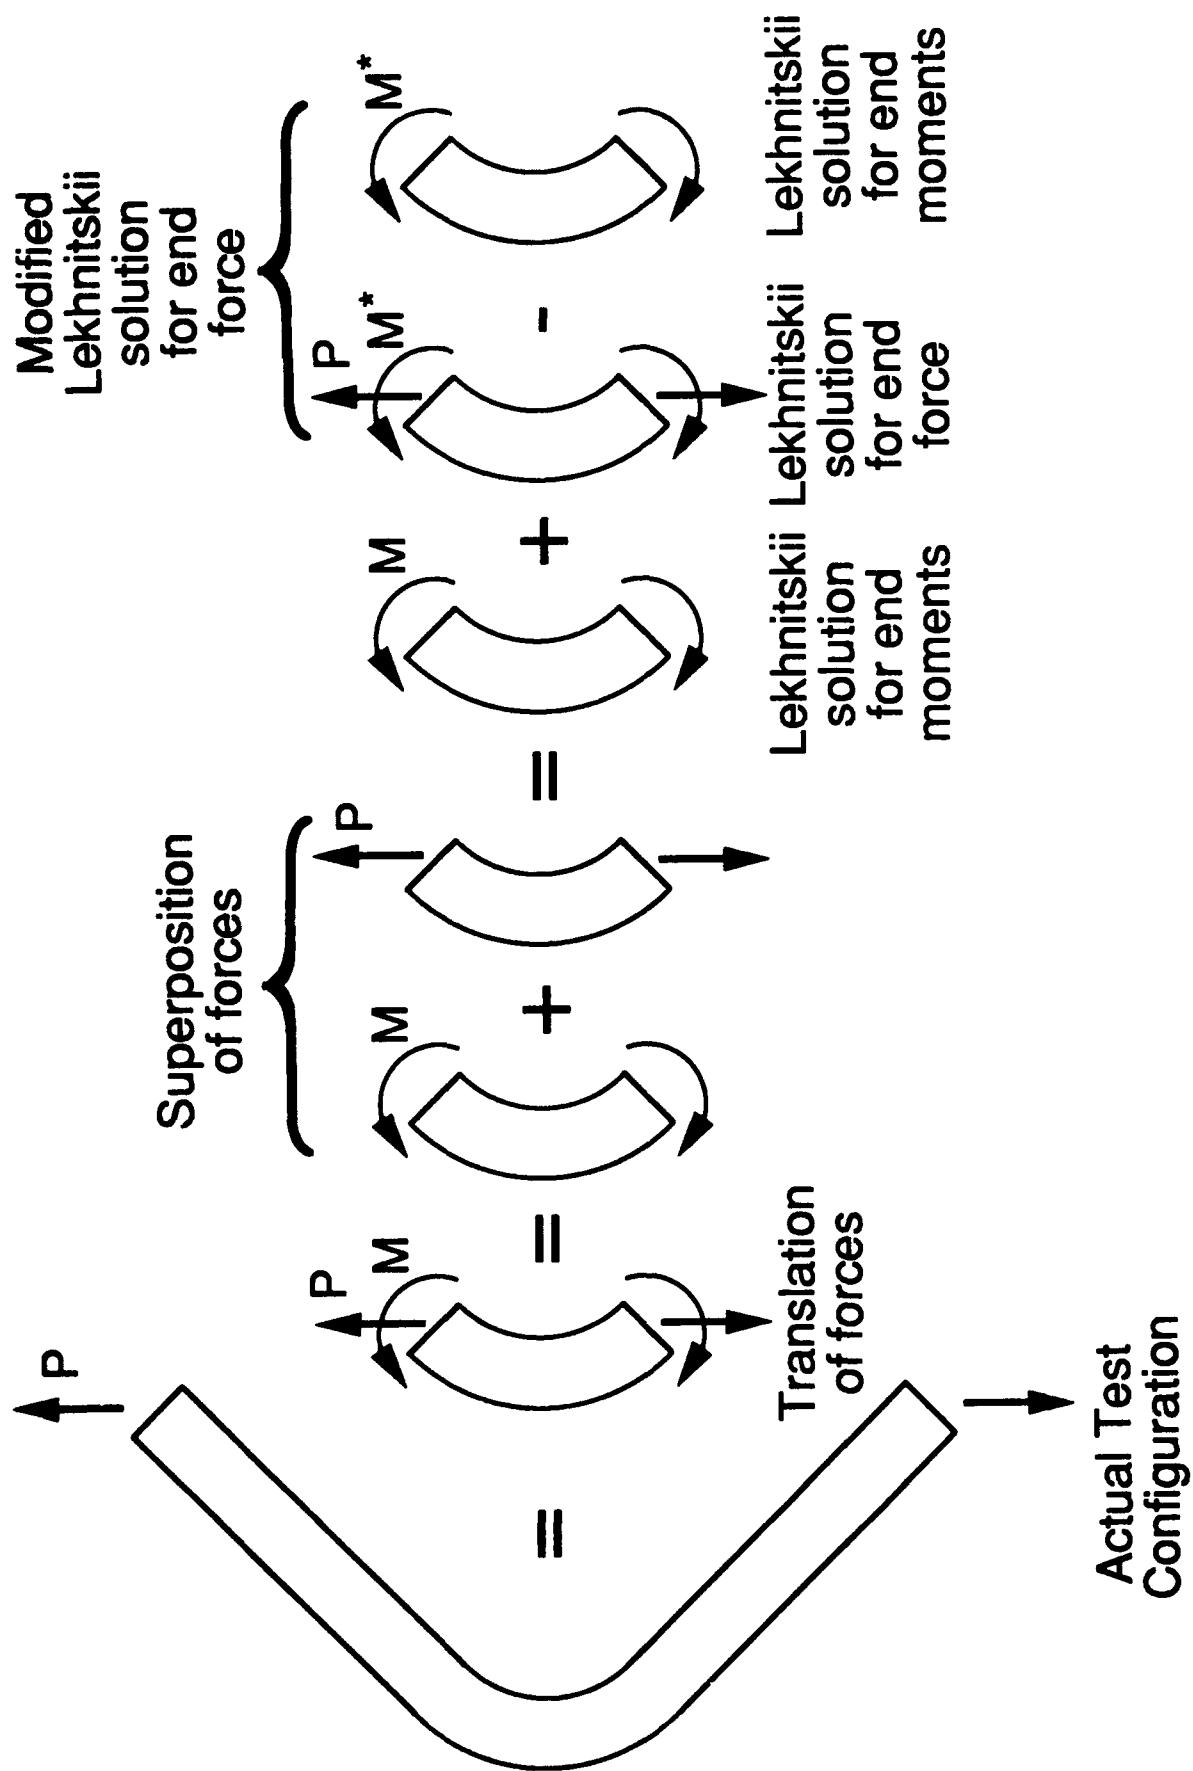 P
Actual Test
Configuration
P
M
Translation
of forces
Superposition
of forces
M
+
P
=
=
=
M
Lekhnitskii
solution
for end
moments
+
Modified
Lekhnitskii
solution
for end
force
P
M*
Lekhnitskii
solution
for end
force
-
M*
Lekhnitskii
solution
for end
moments